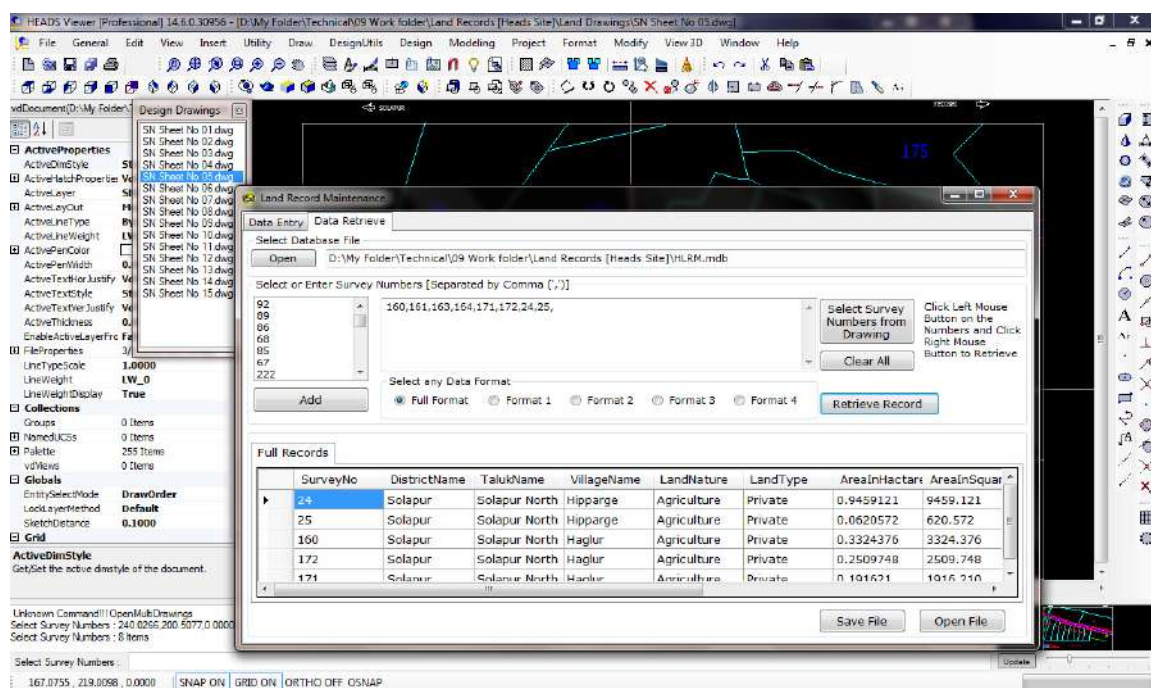 HEADS Viewer [Professional] 14.6.0.30956 - [D:\My Folder\Technical\09 Work folder\Land Records [Heads Site]\Land Drawings\SN Sheet No 05.dwg]
File General Edit View Insert Utility Draw DesignUtils Design Modeling Project Format Modify View3D Window Help
vdDocument(D:\My Folder\
ActiveProperties
ActiveDimStyle
ActiveHatchPropertie
ActiveLayer
ActiveLayOut
ActiveLineType
ActiveLineWeight
ActivePenColor
ActivePenWidth
ActiveTextHorJustify
ActiveTextStyle
ActiveTextVerJustify
ActiveThickness
EnableActiveLayerFrc
FileProperties
LineTypeScale 1.0000
LineWeight LW_0
LineWeightDisplay True
Collections
Groups 0 Items
NamedUCSs 0 Items
Palette 255 Items
vdViews 0 Items
Globals
EntitySelectMode DrawOrder
LockLayerMethod Default
SketchDistance 0.1000
Grid
ActiveDimStyle
Get/Set the active dimstyle of the document.
Design Drawings
SN Sheet No 01.dwg
SN Sheet No 02.dwg
SN Sheet No 03.dwg
SN Sheet No 04.dwg
SN Sheet No 05.dwg
SN Sheet No 06.dwg
SN Sheet No 07.dwg
SN Sheet No 08.dwg
SN Sheet No 09.dwg
SN Sheet No 10.dwg
SN Sheet No 11.dwg
SN Sheet No 12.dwg
SN Sheet No 13.dwg
SN Sheet No 14.dwg
SN Sheet No 15.dwg
SOLAPUR
175
Land Record Maintenance
Data Entry Data Retrieve
Select Database File
Open D:\My Folder\Technical\09 Work folder\Land Records [Heads Site]\HLRM.mdb
Select or Enter Survey Numbers [Separated by Comma (',')]
92
89
86
68
85
67
222
160,161,163,164,171,172,24,25,
Select Survey
Numbers from
Drawing
Clear All
Click Left Mouse
Button on the
Numbers and Click
Right Mouse
Button to Retrieve
Add
Select any Data Format
Full Format Format 1 Format 2 Format 3 Format 4
Retrieve Record
Full Records
SurveyNo DistrictName TalukName VillageName LandNature LandType AreaInHactare AreaInSquar
24 Solapur Solapur North Hipparge Agriculture Private 0.9459121 9459.121
25 Solapur Solapur North Hipparge Agriculture Private 0.0620572 620.572
160 Solapur Solapur North Haglur Agriculture Private 0.3324376 3324.376
172 Solapur Solapur North Haglur Agriculture Private 0.2509748 2509.748
171 Solapur Solapur North Haglur Agriculture Private 0.191621 1916.210
Save File Open File
Unknown Command!!!OpenMultiDrawings
Select Survey Numbers : 240.0266,200.5077,0.0000
Select Survey Numbers : 8 Items
Select Survey Numbers :
Update
167.0755 , 219.0098 , 0.0000 SNAP ON GRID ON ORTHO OFF OSNAP